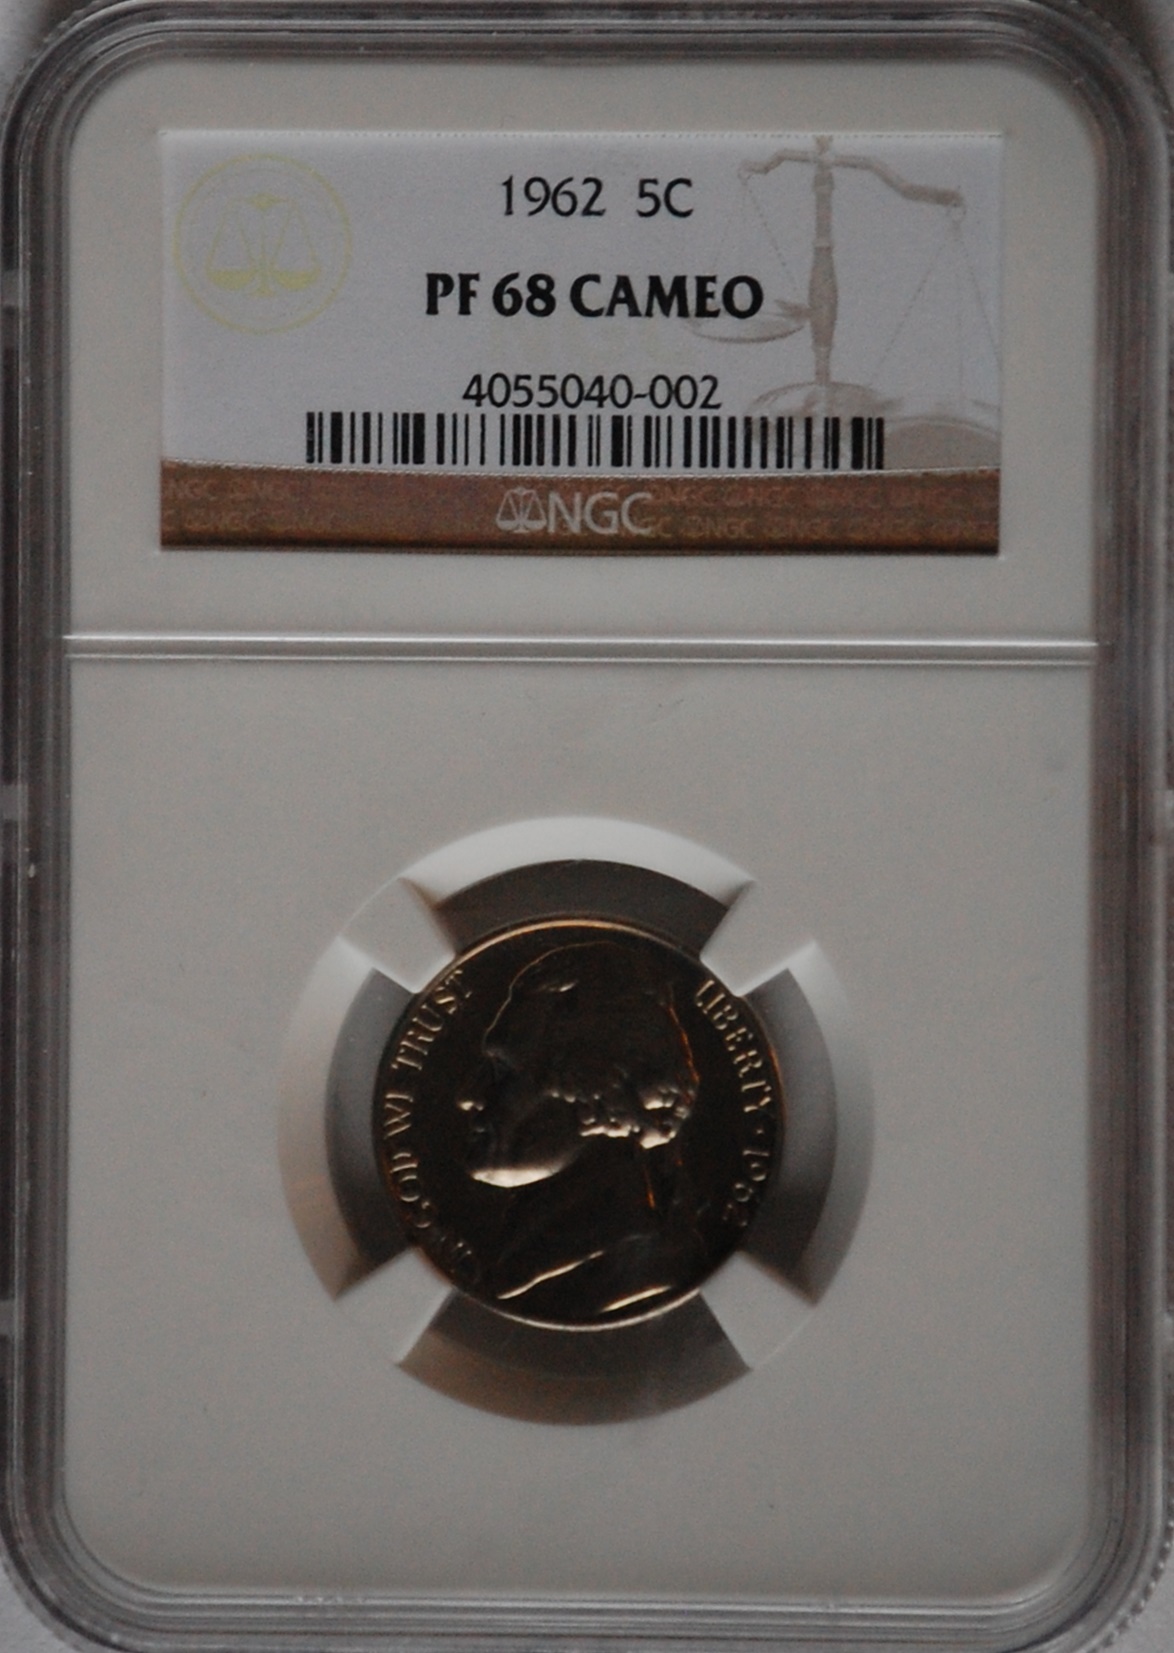 1962 5C
PF 68 CAMEO
4055040-002
NGC
IN GOD WE TRUST
LIBERTY · 1962